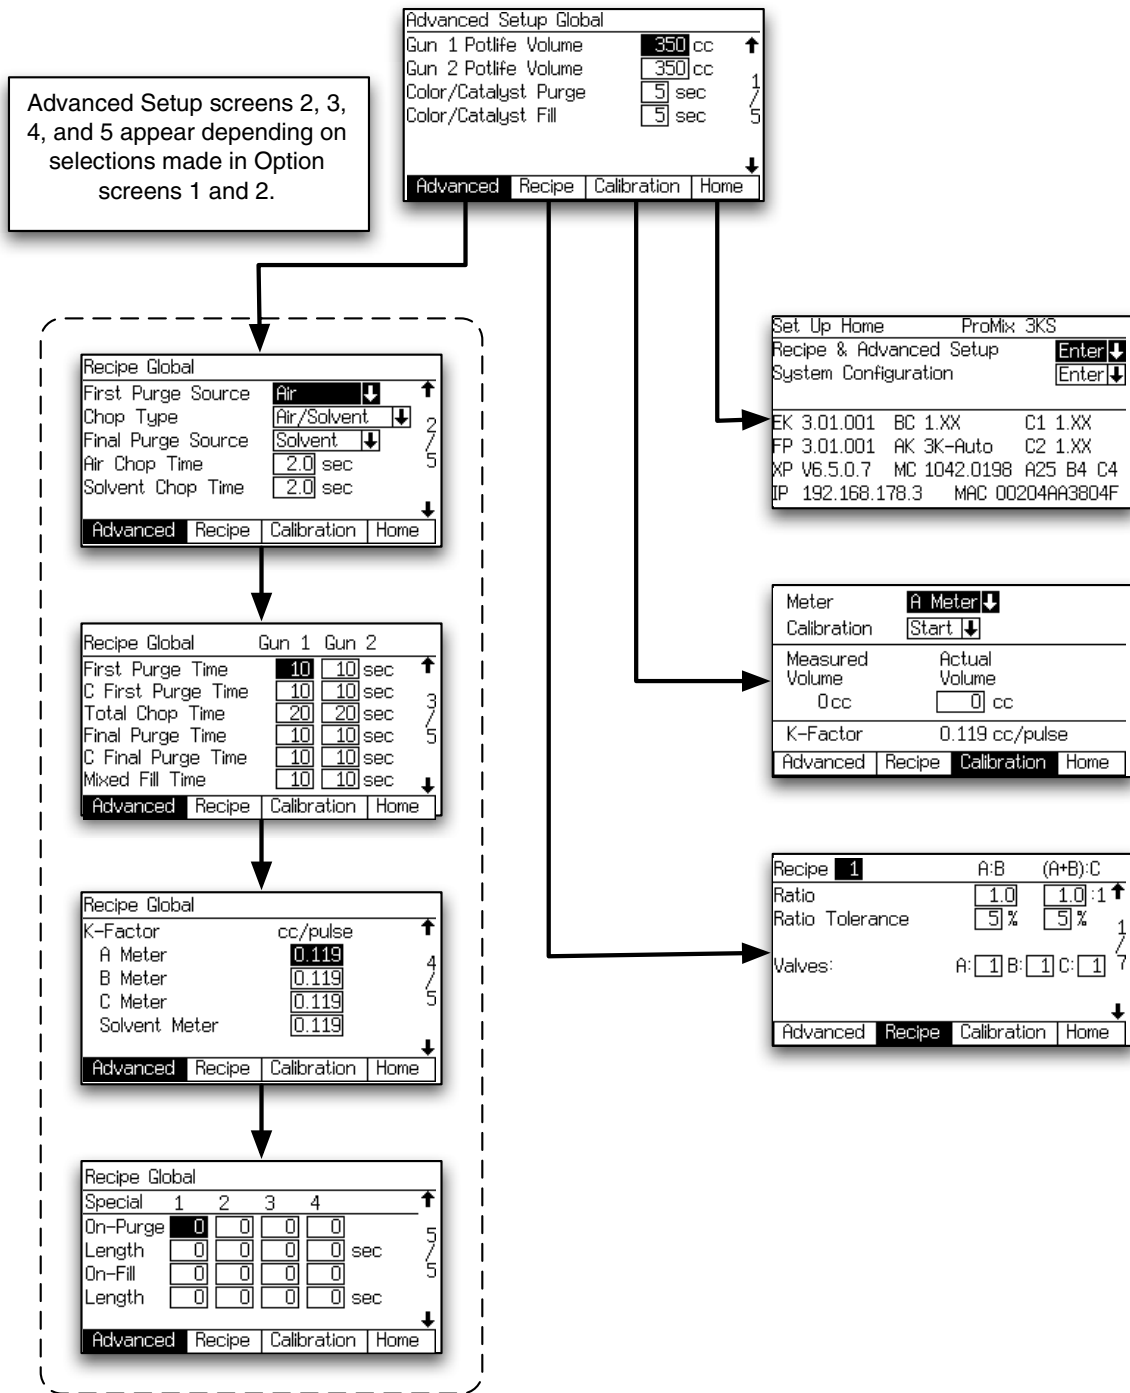 Advanced Setup Global
Gun 1 Potlife Volume 350 cc
Gun 2 Potlife Volume 350 cc
Color/Catalyst Purge 5 sec
Color/Catalyst Fill 5 sec
1/5
Advanced Recipe Calibration Home
Advanced Setup screens 2, 3,
4, and 5 appear depending on
selections made in Option
screens 1 and 2.
Recipe Global
First Purge Source Air
Chop Type Air/Solvent
Final Purge Source Solvent
Air Chop Time 2.0 sec
Solvent Chop Time 2.0 sec
2/5
Advanced Recipe Calibration Home
Recipe Global Gun 1 Gun 2
First Purge Time 10 10 sec
C First Purge Time 10 10 sec
Total Chop Time 20 20 sec
Final Purge Time 10 10 sec
C Final Purge Time 10 10 sec
Mixed Fill Time 10 10 sec
3/5
Advanced Recipe Calibration Home
Recipe Global
K-Factor cc/pulse
A Meter 0.119
B Meter 0.119
C Meter 0.119
Solvent Meter 0.119
4/5
Advanced Recipe Calibration Home
Recipe Global
Special 1 2 3 4
On-Purge 0 0 0 0
Length 0 0 0 0 sec
On-Fill 0 0 0 0
Length 0 0 0 0 sec
5/5
Advanced Recipe Calibration Home
Set Up Home ProMix 3KS
Recipe & Advanced Setup Enter
System Configuration Enter
EK 3.01.001 BC 1.XX C1 1.XX
FP 3.01.001 AK 3K-Auto C2 1.XX
XP V6.5.0.7 MC 1042.0198 A25 B4 C4
IP 192.168.178.3 MAC 00204AA3804F
Meter A Meter
Calibration Start
Measured Actual
Volume Volume
0 cc 0 cc
K-Factor 0.119 cc/pulse
Advanced Recipe Calibration Home
Recipe 1 A:B (A+B):C
Ratio 1.0 1.0 :1
Ratio Tolerance 5 % 5 %
Valves: A: 1 B: 1 C: 1
1/7
Advanced Recipe Calibration Home